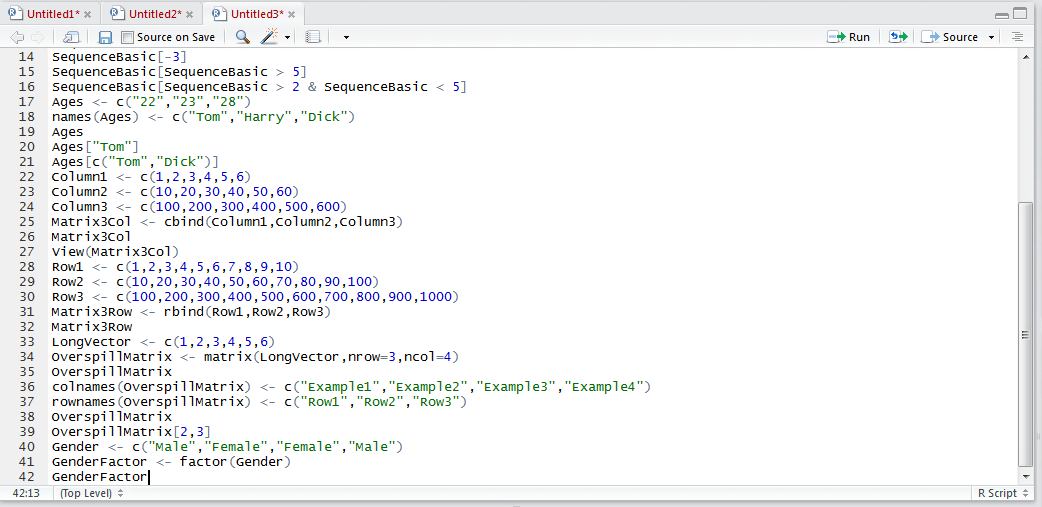 Untitled1* Untitled2* Untitled3*
Source on Save Run Source
14 SequenceBasic[-3]
15 SequenceBasic[SequenceBasic > 5]
16 SequenceBasic[SequenceBasic > 2 & SequenceBasic < 5]
17 Ages <- c("22","23","28")
18 names(Ages) <- c("Tom","Harry","Dick")
19 Ages
20 Ages["Tom"]
21 Ages[c("Tom","Dick")]
22 Column1 <- c(1,2,3,4,5,6)
23 Column2 <- c(10,20,30,40,50,60)
24 Column3 <- c(100,200,300,400,500,600)
25 Matrix3Col <- cbind(Column1,Column2,Column3)
26 Matrix3Col
27 View(Matrix3Col)
28 Row1 <- c(1,2,3,4,5,6,7,8,9,10)
29 Row2 <- c(10,20,30,40,50,60,70,80,90,100)
30 Row3 <- c(100,200,300,400,500,600,700,800,900,1000)
31 Matrix3Row <- rbind(Row1,Row2,Row3)
32 Matrix3Row
33 LongVector <- c(1,2,3,4,5,6)
34 OverspillMatrix <- matrix(LongVector,nrow=3,ncol=4)
35 OverspillMatrix
36 colnames(OverspillMatrix) <- c("Example1","Example2","Example3","Example4")
37 rownames(OverspillMatrix) <- c("Row1","Row2","Row3")
38 OverspillMatrix
39 OverspillMatrix[2,3]
40 Gender <- c("Male","Female","Female","Male")
41 GenderFactor <- factor(Gender)
42 GenderFactor
42:13 (Top Level) R Script